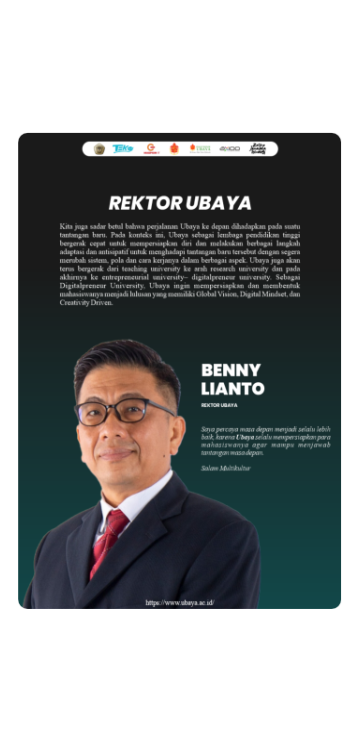 REKTOR UBAYA
Kita juga sadar betul bahwa perjalanan Ubaya ke depan dihadapkan pada suatu
tantangan baru. Pada konteks ini, Ubaya sebagai lembaga pendidikan tinggi
bergerak cepat untuk mempersiapkan diri dan melakukan berbagai langkah
adaptasi dan antisipatif untuk menghadapi tantangan baru tersebut dengan segera
merubah sistem, pola dan cara kerjanya dalam berbagai aspek. Ubaya juga akan
terus bergerak dari teaching university ke arah research university dan pada
akhirnya ke entrepreneurial university– digitalpreneur university. Sebagai
Digitalpreneur University, Ubaya ingin mempersiapkan dan membentuk
mahasiswanya menjadi lulusan yang memiliki Global Vision, Digital Mindset, dan
Creativity Driven.
BENNY
LIANTO
REKTOR UBAYA
Saya percaya masa depan menjadi selalu lebih
baik, karena Ubaya selalu mempersiapkan para
mahasiswanya agar mampu menjawab
tantangan masa depan.
Salam Multikultur
https://www.ubaya.ac.id/